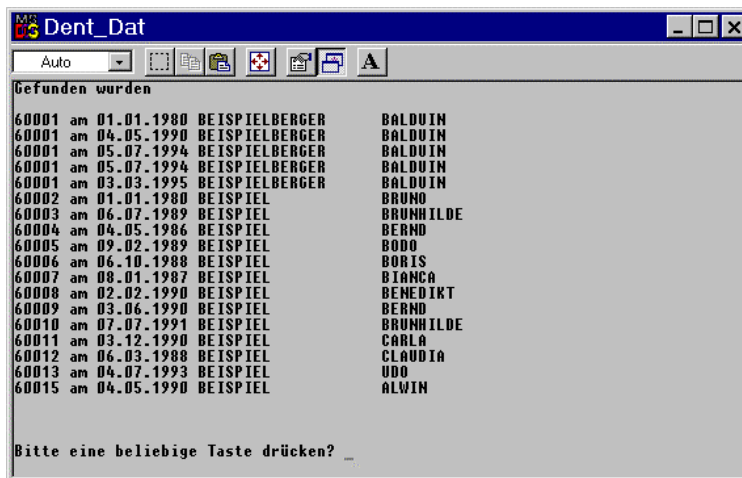 Dent_Dat
Auto
A
Gefunden wurden
60001 am 01.01.1980 BEISPIELBERGER BALDUIN
60001 am 04.05.1990 BEISPIELBERGER BALDUIN
60001 am 05.07.1994 BEISPIELBERGER BALDUIN
60001 am 05.07.1994 BEISPIELBERGER BALDUIN
60001 am 03.03.1995 BEISPIELBERGER BALDUIN
60002 am 01.01.1980 BEISPIEL BRUNO
60003 am 06.07.1989 BEISPIEL BRUNHILDE
60004 am 04.05.1986 BEISPIEL BERND
60005 am 09.02.1989 BEISPIEL BODO
60006 am 06.10.1988 BEISPIEL BORIS
60007 am 08.01.1987 BEISPIEL BIANCA
60008 am 02.02.1990 BEISPIEL BENEDIKT
60009 am 03.06.1990 BEISPIEL BERND
60010 am 07.07.1991 BEISPIEL BRUNHILDE
60011 am 03.12.1990 BEISPIEL CARLA
60012 am 06.03.1988 BEISPIEL CLAUDIA
60013 am 04.07.1993 BEISPIEL UDO
60015 am 04.05.1990 BEISPIEL ALWIN
Bitte eine beliebige Taste drücken? _